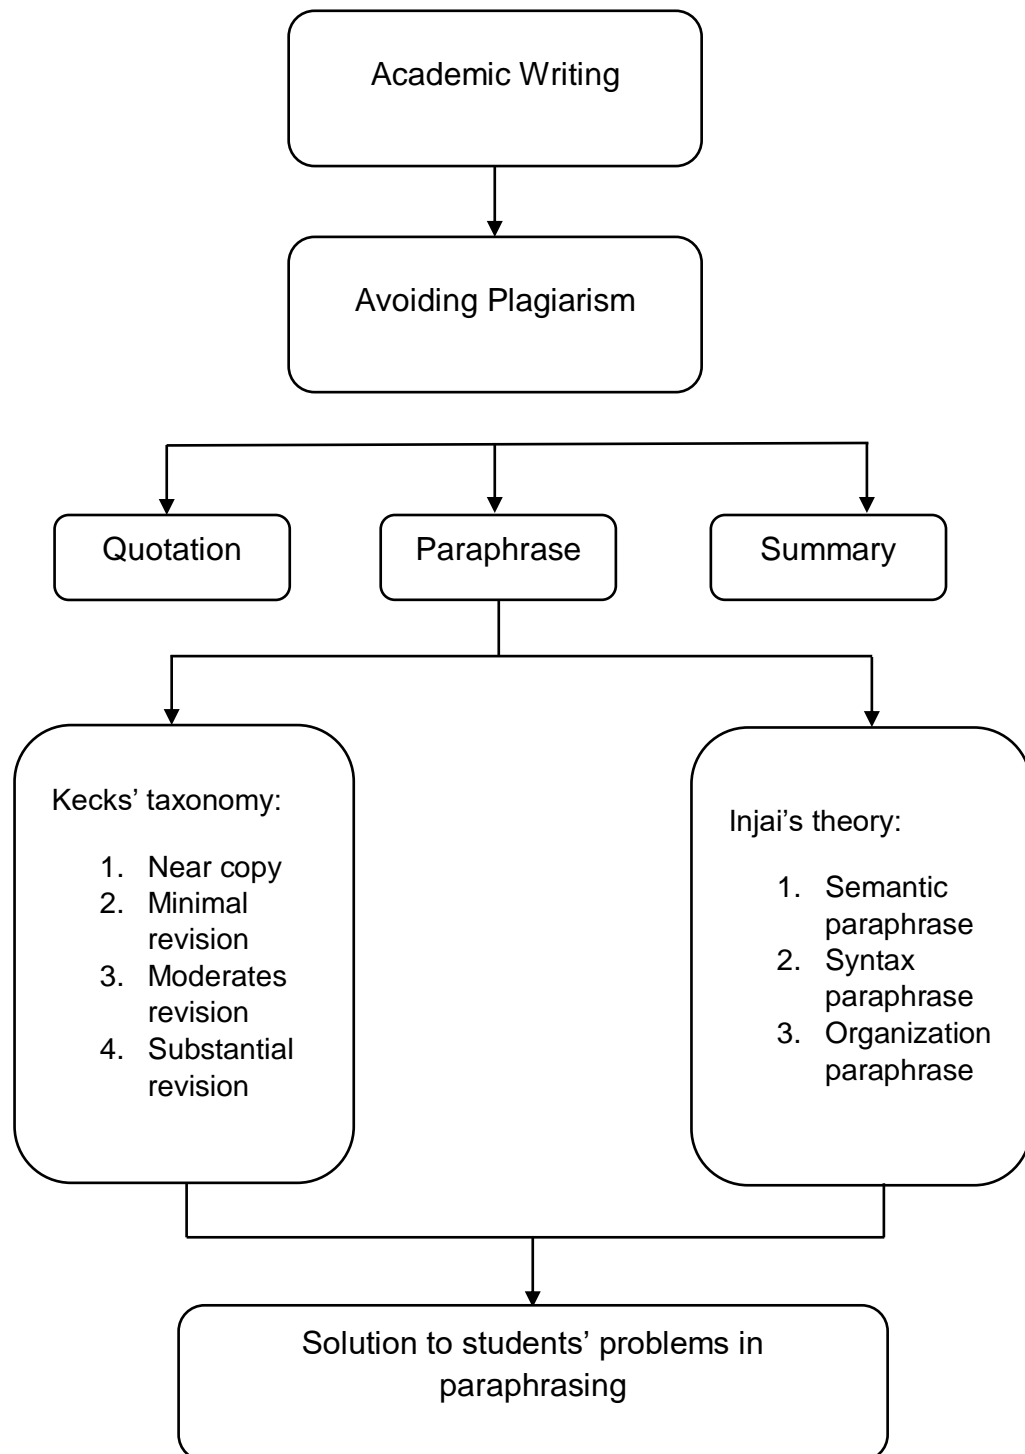 Academic Writing
Avoiding Plagiarism
Quotation
Paraphrase
Summary
Kecks’ taxonomy:
1. Near copy
2. Minimal
revision
3. Moderates
revision
4. Substantial
revision
Injai’s theory:
1. Semantic
paraphrase
2. Syntax
paraphrase
3. Organization
paraphrase
Solution to students’ problems in
paraphrasing